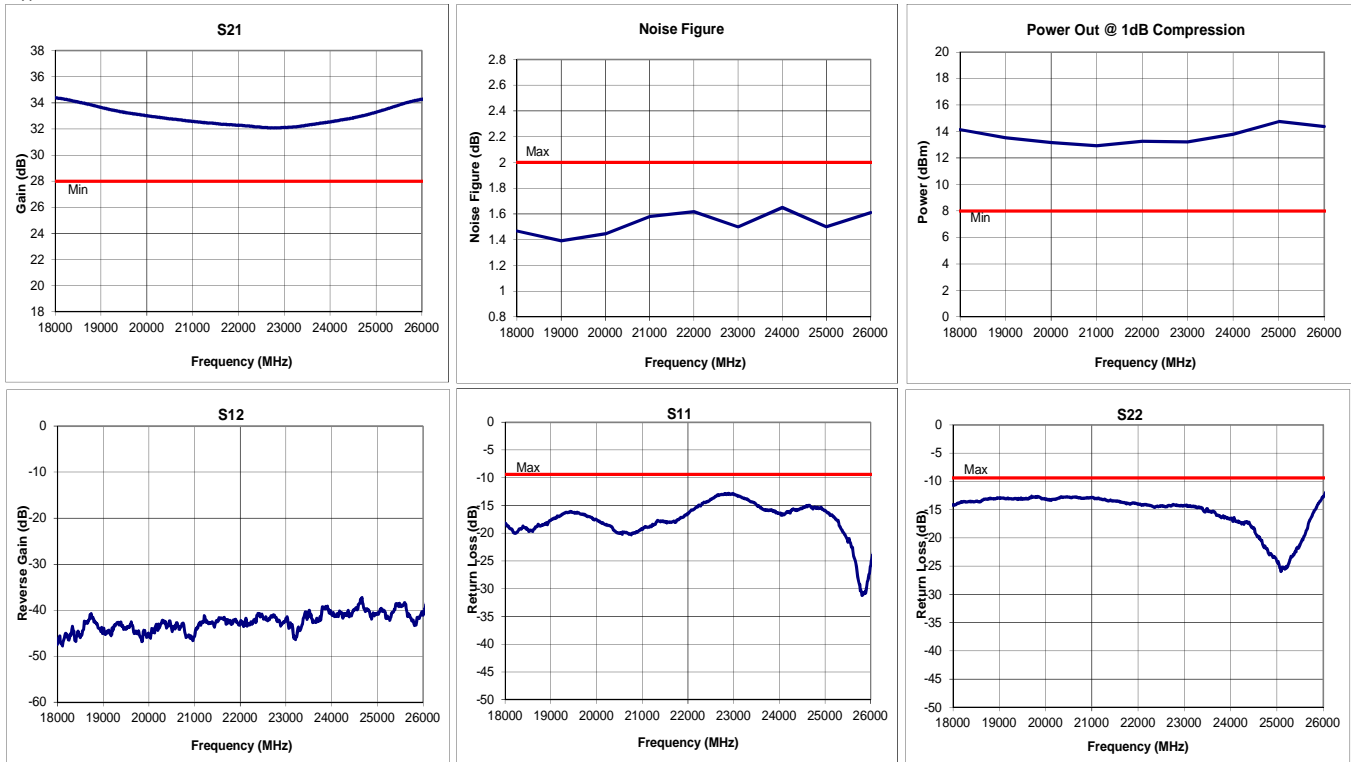 S21
38
36
34
32
30
28
26
24
22
20
18
Gain (dB)
Min
18000 19000 20000 21000 22000 23000 24000 25000 26000
Frequency (MHz)
Noise Figure
2.8
2.6
2.4
2.2
2
1.8
1.6
1.4
1.2
1
0.8
Noise Figure (dB)
Max
18000 19000 20000 21000 22000 23000 24000 25000 26000
Frequency (MHz)
Power Out @ 1dB Compression
20
18
16
14
12
10
8
6
4
2
0
Power (dBm)
Min
18000 19000 20000 21000 22000 23000 24000 25000 26000
Frequency (MHz)
S12
0
-10
-20
-30
-40
-50
-60
Reverse Gain (dB)
18000 19000 20000 21000 22000 23000 24000 25000 26000
Frequency (MHz)
S11
0
-5
-10
-15
-20
-25
-30
-35
-40
-45
-50
Return Loss (dB)
Max
18000 19000 20000 21000 22000 23000 24000 25000 26000
Frequency (MHz)
S22
0
-5
-10
-15
-20
-25
-30
-35
-40
-45
-50
Return Loss (dB)
Max
18000 19000 20000 21000 22000 23000 24000 25000 26000
Frequency (MHz)